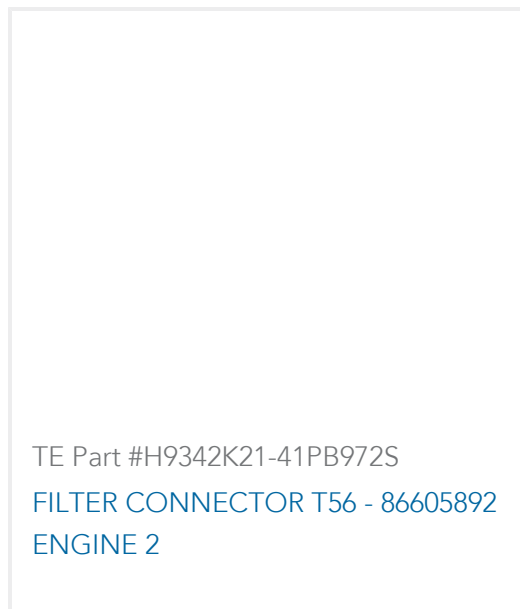 TE Part #H9342K21-41PB972S
FILTER CONNECTOR T56 - 86605892
ENGINE 2